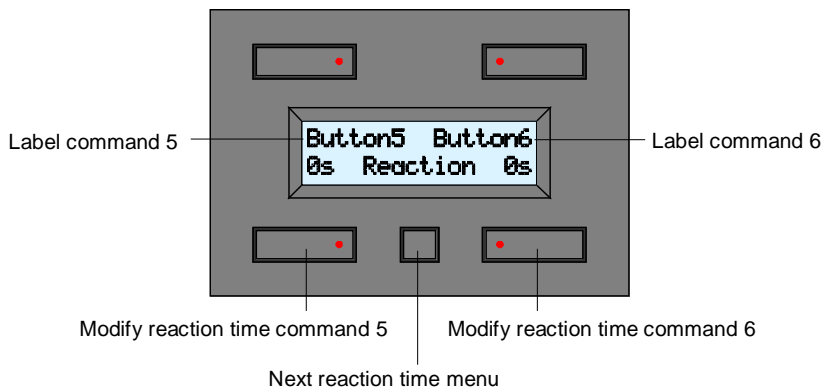 Button5 Button6
Label command 5
Label command 6
0s Reaction 0s
Modify reaction time command 5
Modify reaction time command 6
Next reaction time menu